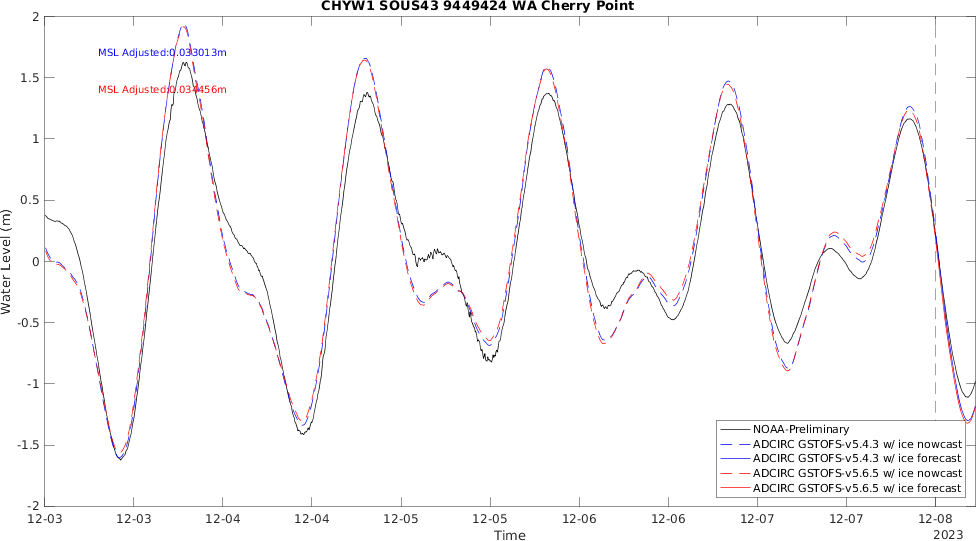 CHYW1 SOUS43 9449424 WA Cherry Point
2
1.5
1
0.5
0
-0.5
-1
-1.5
-2
Water Level (m)
MSL Adjusted:0.033013m
MSL Adjusted:0.034456m
NOAA-Preliminary
ADCIRC GSTOFS-v5.4.3 w/ ice nowcast
ADCIRC GSTOFS-v5.4.3 w/ ice forecast
ADCIRC GSTOFS-v5.6.5 w/ ice nowcast
ADCIRC GSTOFS-v5.6.5 w/ ice forecast
12-03 12-03 12-04 12-04 12-05 12-05 12-06 12-06 12-07 12-07 12-08
Time
2023